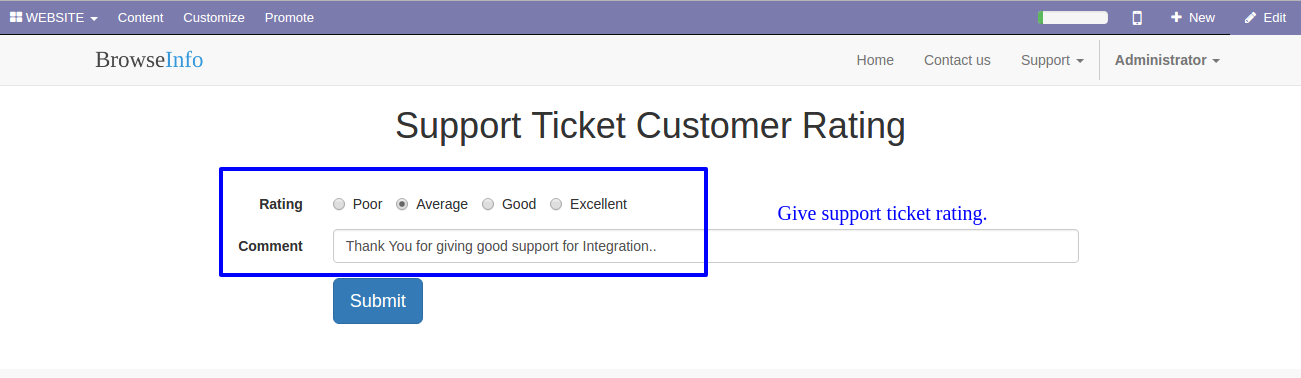 WEBSITE Content Customize Promote New Edit
BrowseInfo Home Contact us Support Administrator
Support Ticket Customer Rating
Rating Poor Average Good Excellent
Give support ticket rating.
Comment Thank You for giving good support for Integration..
Submit